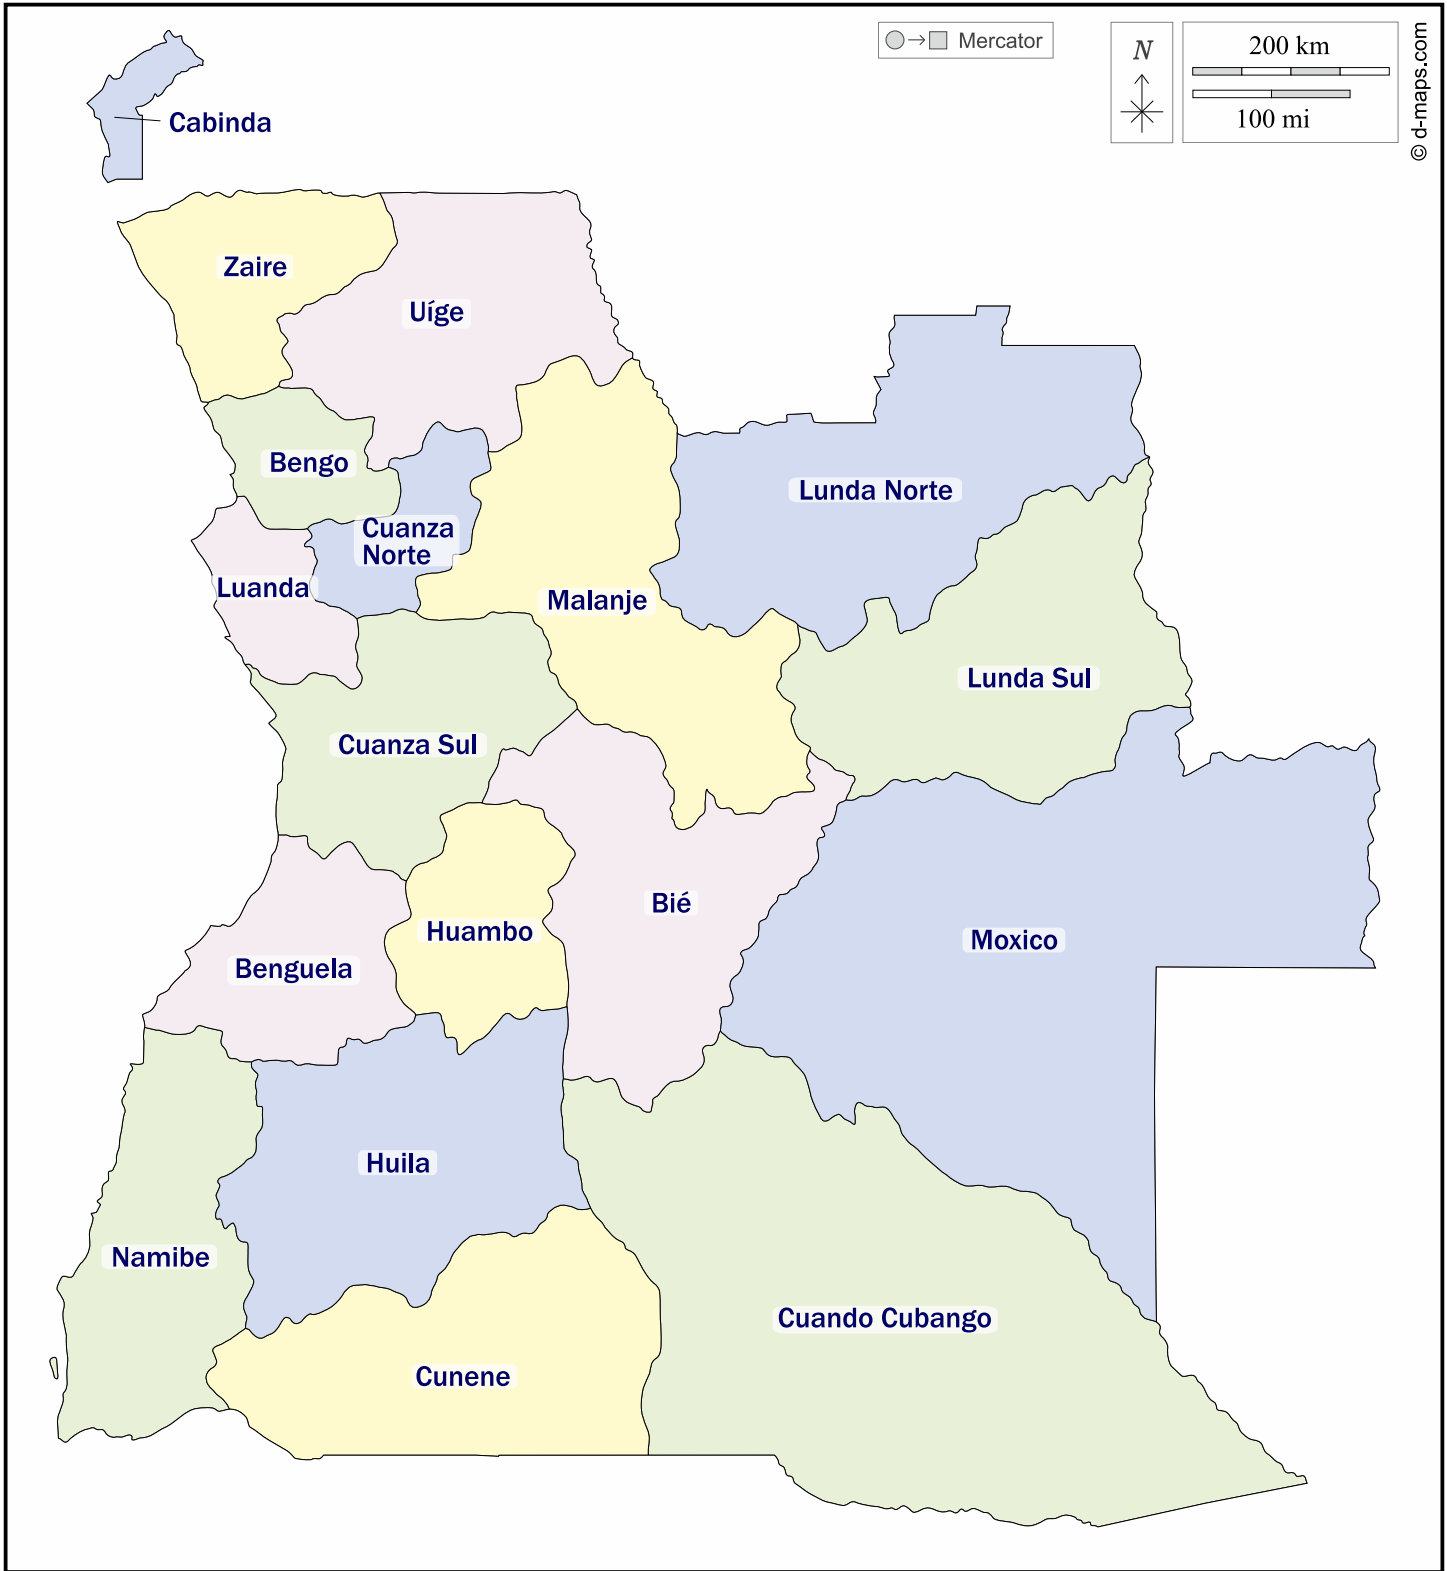 Mercator
N
200 km
100 mi
© d-maps.com
Cabinda
Zaire
Uíge
Bengo
Lunda Norte
Cuanza
Norte
Luanda
Malanje
Lunda Sul
Cuanza Sul
Bié
Huambo
Moxico
Benguela
Huila
Namibe
Cuando Cubango
Cunene